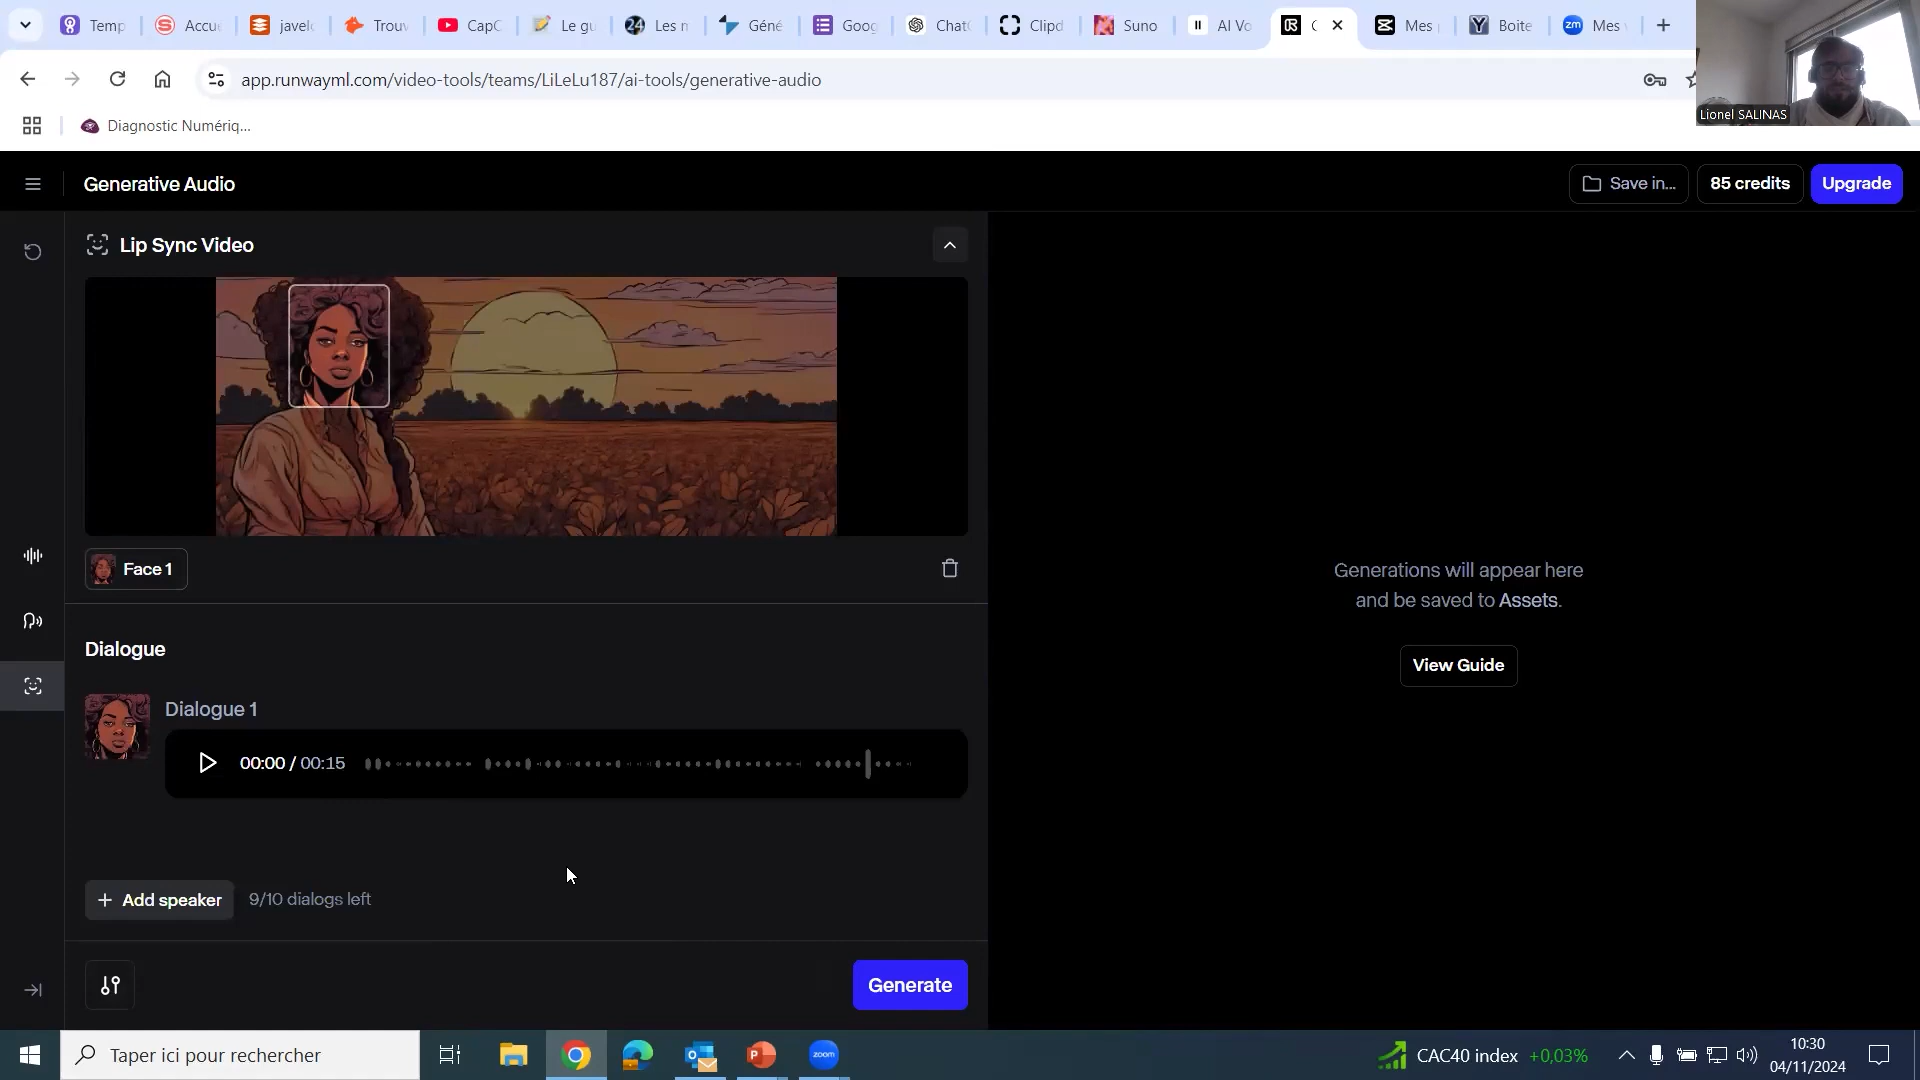 Temp
Accu
javel
Trouv
CapC
Le gu
24
Les n
Géné
Goog
Chat
Clipd
Suno
AI Vo
Mes
Boite
zm
Mes
app.runwayml.com/video-tools/teams/LiLeLu187/ai-tools/generative-audio
Diagnostic Numériq...
Lionel SALINAS
Generative Audio
Save in...
85 credits
Upgrade
Lip Sync Video
Face 1
Generations will appear here
and be saved to Assets.
View Guide
Dialogue
Dialogue 1
00:00 / 00:15
Add speaker
9/10 dialogs left
Generate
Taper ici pour rechercher
zoom
CAC40 index +0,03%
10:30
04/11/2024